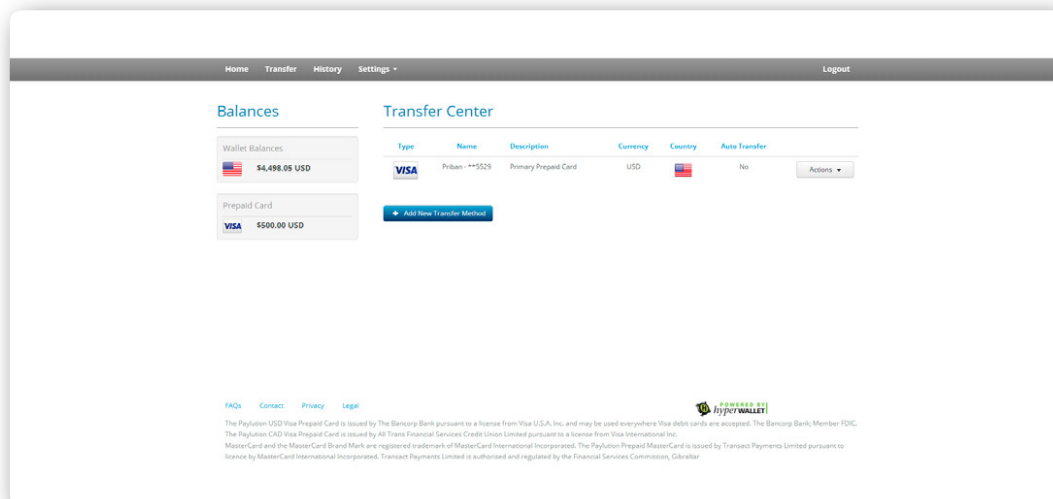 Home Transfer History Settings Logout
Balances
Wallet Balances
$4,498.05 USD
Prepaid Card
VISA $500.00 USD
Transfer Center
Type Name Description Currency Country Auto Transfer
VISA Priban - **5529 Primary Prepaid Card USD No Actions
Add New Transfer Method
FAQs Contact Privacy Legal
POWERED BY
hyperWALLET
The Paylution USD Visa Prepaid Card is issued by The Bancorp Bank pursuant to a license from Visa U.S.A. Inc. and may be used everywhere Visa debit cards are accepted. The Bancorp Bank; Member FDIC.
The Paylution CAD Visa Prepaid Card is issued by All Trans Financial Services Credit Union Limited pursuant to a license from Visa International Inc.
MasterCard and the MasterCard Brand Mark are registered trademark of MasterCard International Incorporated. The Paylution Prepaid MasterCard is issued by Transact Payments Limited pursuant to
licence by MasterCard International Incorporated. Transact Payments Limited is authorised and regulated by the Financial Services Commission, Gibraltar